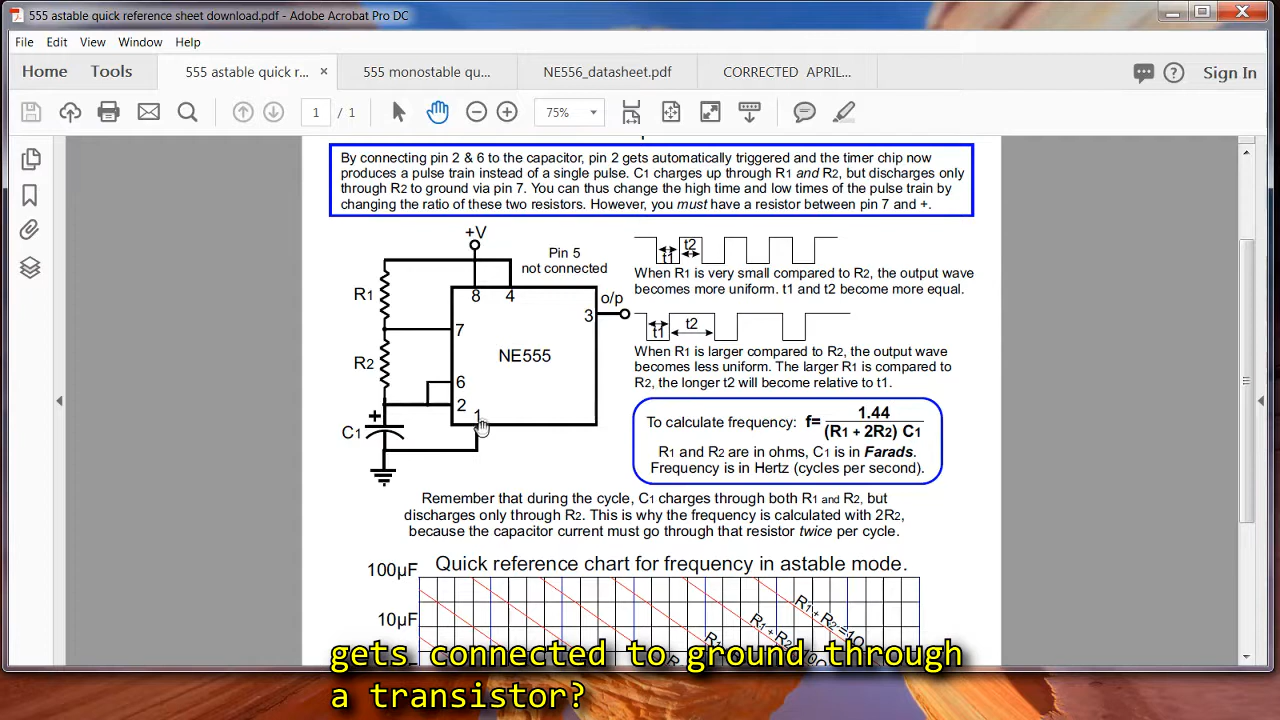 555 astable quick reference sheet download.pdf - Adobe Acrobat Pro DC
File Edit View Window Help
Home Tools 555 astable quick r... × 555 monostable qu... NE556_datasheet.pdf CORRECTED APRIL... Sign In
1 / 1 75%
By connecting pin 2 & 6 to the capacitor, pin 2 gets automatically triggered and the timer chip now
produces a pulse train instead of a single pulse. C1 charges up through R1 and R2, but discharges only
through R2 to ground via pin 7. You can thus change the high time and low times of the pulse train by
changing the ratio of these two resistors. However, you must have a resistor between pin 7 and +.
+V
Pin 5
not connected
R1
8 4
o/p
3
7
R2
NE555
6
2
1
+
C1
t1 t2
When R1 is very small compared to R2, the output wave
becomes more uniform. t1 and t2 become more equal.
t1 t2
When R1 is larger compared to R2, the output wave
becomes less uniform. The larger R1 is compared to
R2, the longer t2 will become relative to t1.
To calculate frequency: f= 1.44
(R1 + 2R2) C1
R1 and R2 are in ohms, C1 is in Farads.
Frequency is in Hertz (cycles per second).
Remember that during the cycle, C1 charges through both R1 and R2, but
discharges only through R2. This is why the frequency is calculated with 2R2,
because the capacitor current must go through that resistor twice per cycle.
Quick reference chart for frequency in astable mode.
100µF
10µF
R1 + R2
gets connected to ground through
a transistor?